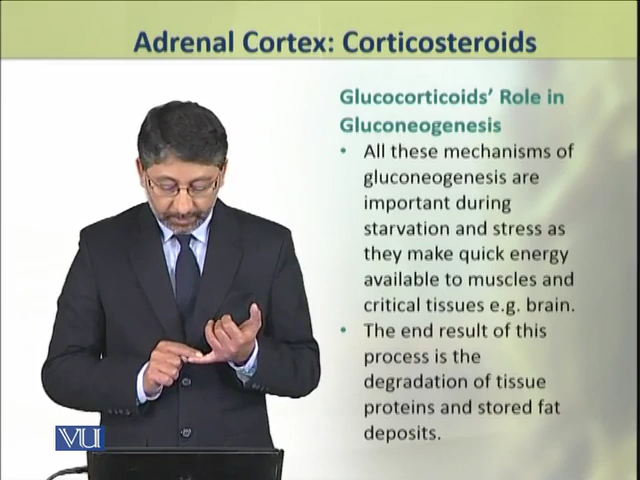 Adrenal Cortex: Corticosteroids
Glucocorticoids’ Role in
Gluconeogenesis
• All these mechanisms of
gluconeogenesis are
important during
starvation and stress as
they make quick energy
available to muscles and
critical tissues e.g. brain.
• The end result of this
process is the
degradation of tissue
proteins and stored fat
deposits.
VU